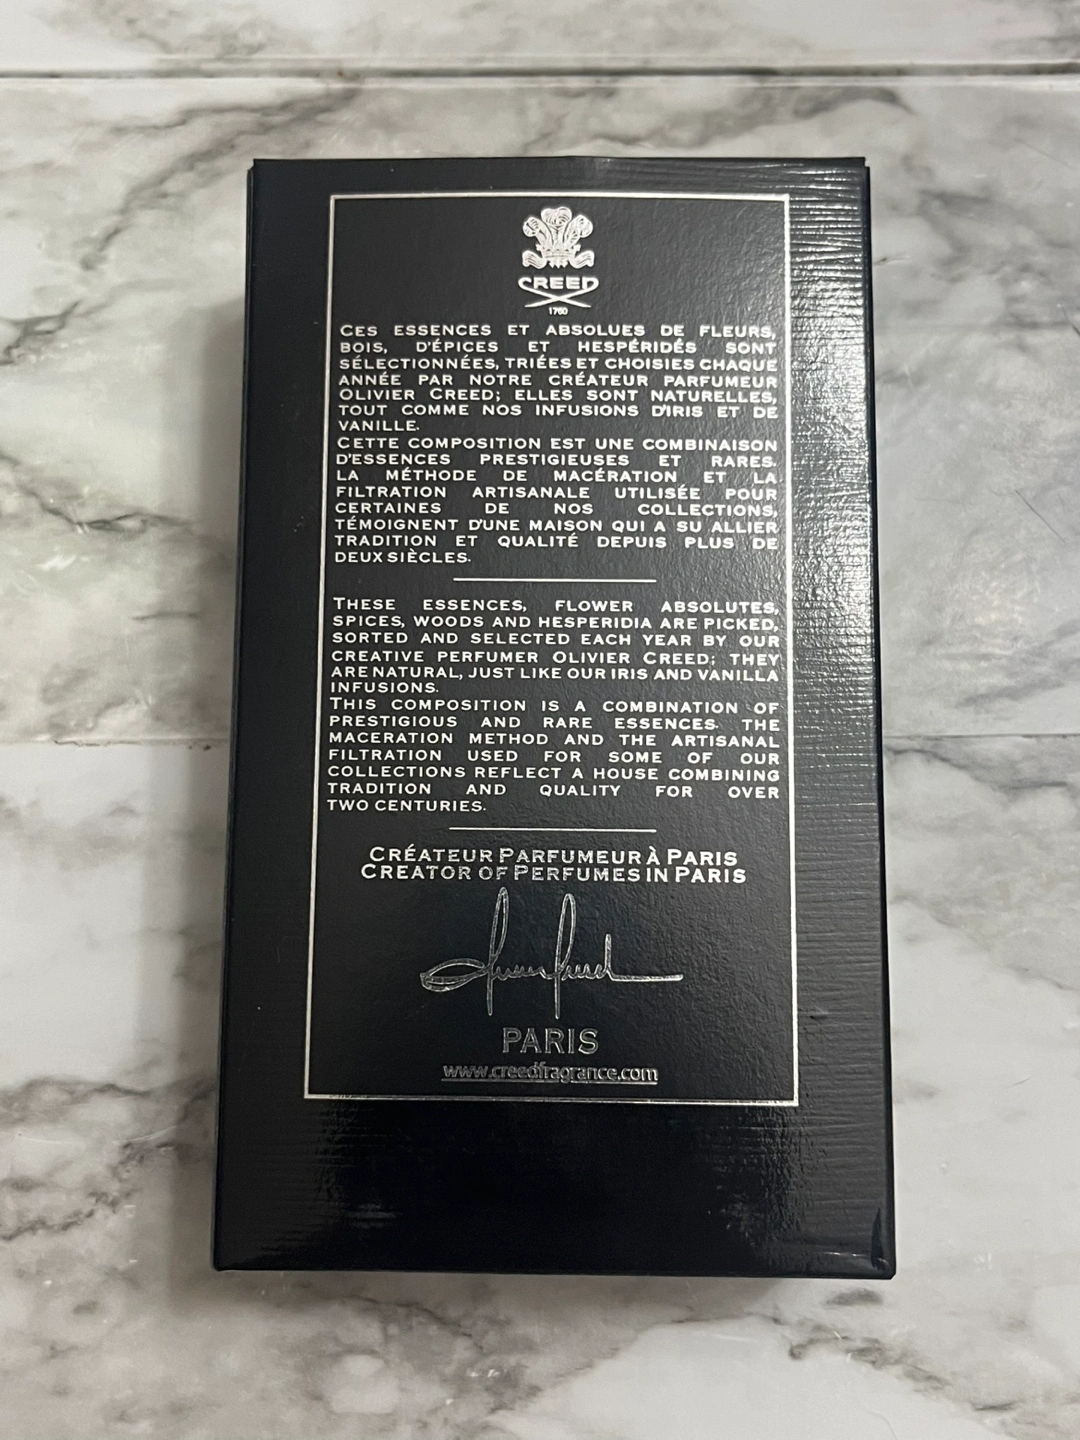 CREED
1760
CES ESSENCES ET ABSOLUES DE FLEURS,
BOIS, D'ÉPICES ET HESPÉRIDÉS SONT
SÉLECTIONNÉES, TRIÉES ET CHOISIES CHAQUE
ANNÉE PAR NOTRE CRÉATEUR PARFUMEUR
OLIVIER CREED; ELLES SONT NATURELLES,
TOUT COMME NOS INFUSIONS D'IRIS ET DE
VANILLE.
CETTE COMPOSITION EST UNE COMBINAISON
D'ESSENCES PRESTIGIEUSES ET RARES.
LA MÉTHODE DE MACÉRATION ET LA
FILTRATION ARTISANALE UTILISÉE POUR
CERTAINES DE NOS COLLECTIONS,
TÉMOIGNENT D'UNE MAISON QUI A SU ALLIER
TRADITION ET QUALITÉ DEPUIS PLUS DE
DEUX SIÈCLES.
THESE ESSENCES, FLOWER ABSOLUTES,
SPICES, WOODS AND HESPERIDIA ARE PICKED,
SORTED AND SELECTED EACH YEAR BY OUR
CREATIVE PERFUMER OLIVIER CREED; THEY
ARE NATURAL, JUST LIKE OUR IRIS AND VANILLA
INFUSIONS.
THIS COMPOSITION IS A COMBINATION OF
PRESTIGIOUS AND RARE ESSENCES. THE
MACERATION METHOD AND THE ARTISANAL
FILTRATION USED FOR SOME OF OUR
COLLECTIONS REFLECT A HOUSE COMBINING
TRADITION AND QUALITY FOR OVER
TWO CENTURIES.
CRÉATEUR PARFUMEUR À PARIS
CREATOR OF PERFUMES IN PARIS
PARIS
www.creedfragrance.com